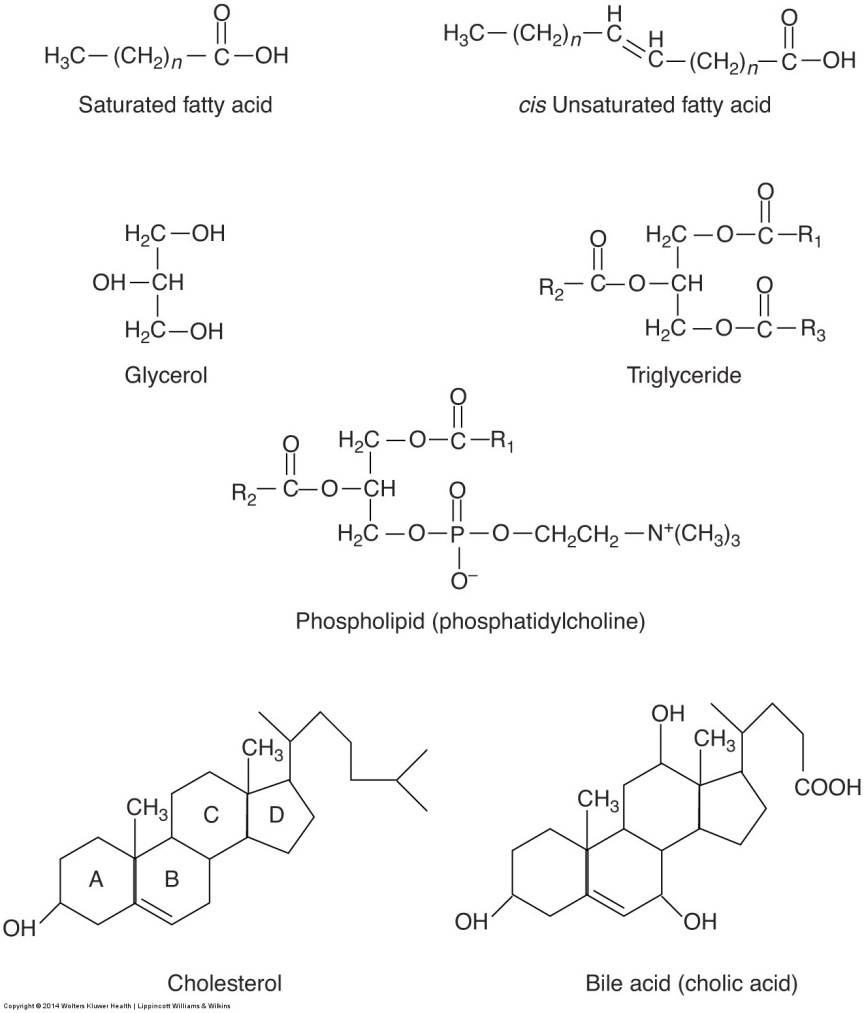 O
H₃C—(CH₂)ₙ—C—OH
Saturated fatty acid
H O
H₃C—(CH₂)ₙ—C H
C—(CH₂)ₙ—C—OH
cis Unsaturated fatty acid
H₂C—OH
OH—CH
H₂C—OH
Glycerol
O
O H₂C—O—C—R₁
R₂—C—O—CH O
H₂C—O—C—R₃
Triglyceride
O
O H₂C—O—C—R₁
R₂—C—O—CH O
H₂C—O—P—O—CH₂CH₂—N⁺(CH₃)₃
O⁻
Phospholipid (phosphatidylcholine)
CH₃
CH₃ C D
A B
OH
Cholesterol
OH
CH₃
COOH
CH₃
OH OH
Bile acid (cholic acid)
Copyright © 2014 Wolters Kluwer Health | Lippincott Williams & Wilkins